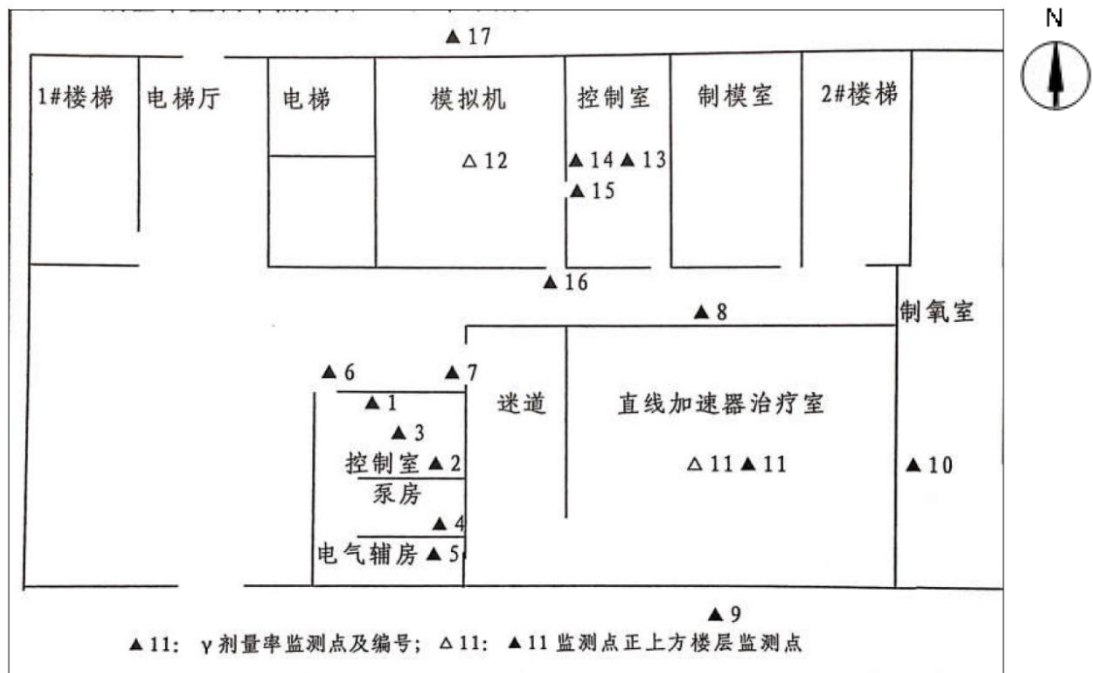 N
▲17
1#楼梯 电梯厅 电梯 模拟机 控制室 制模室 2#楼梯
△12 ▲14 ▲13
▲15
▲16
▲8 制氧室
▲6 ▲7
▲1 迷道 直线加速器治疗室
▲3
控制室 ▲2 △11 ▲11 ▲10
泵房
▲4
电气辅房 ▲5
▲9
▲11: γ剂量率监测点及编号; △11: ▲11监测点正上方楼层监测点